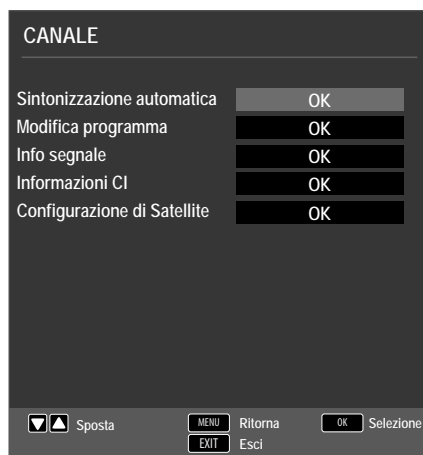 CANALE
Sintonizzazione automatica OK
Modifica programma OK
Info segnale OK
Informazioni CI OK
Configurazione di Satellite OK
Sposta MENU Ritorna OK Selezione
EXIT Esci